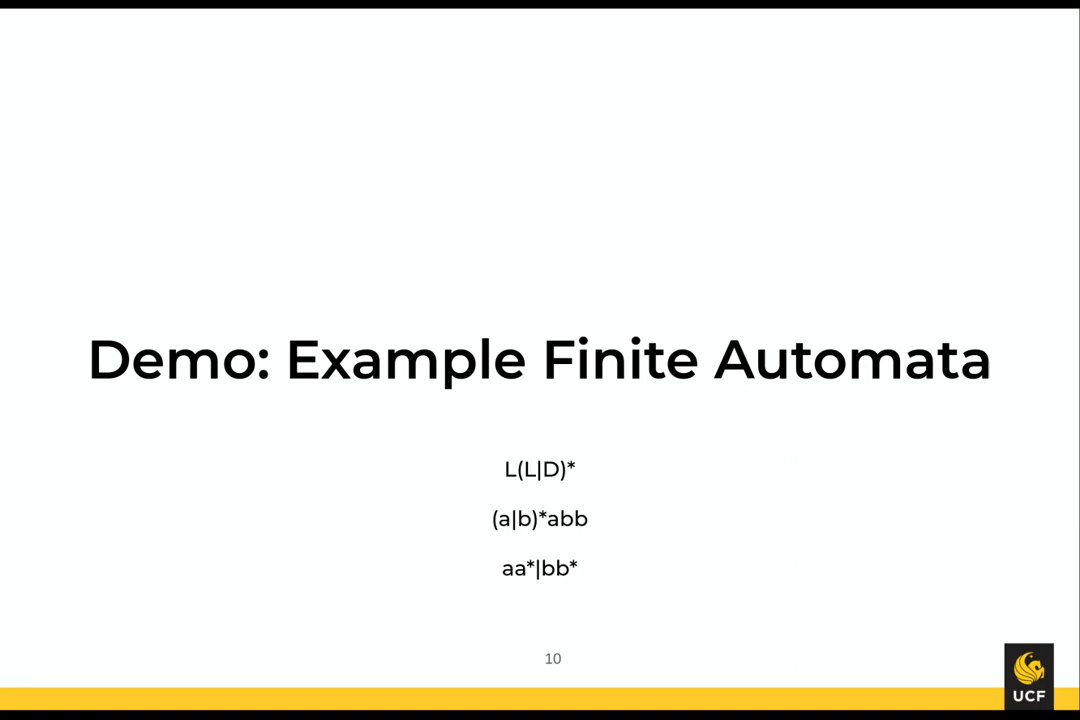 Demo: Example Finite Automata
L(L|D)*
(a|b)*abb
aa*|bb*
10
UCF